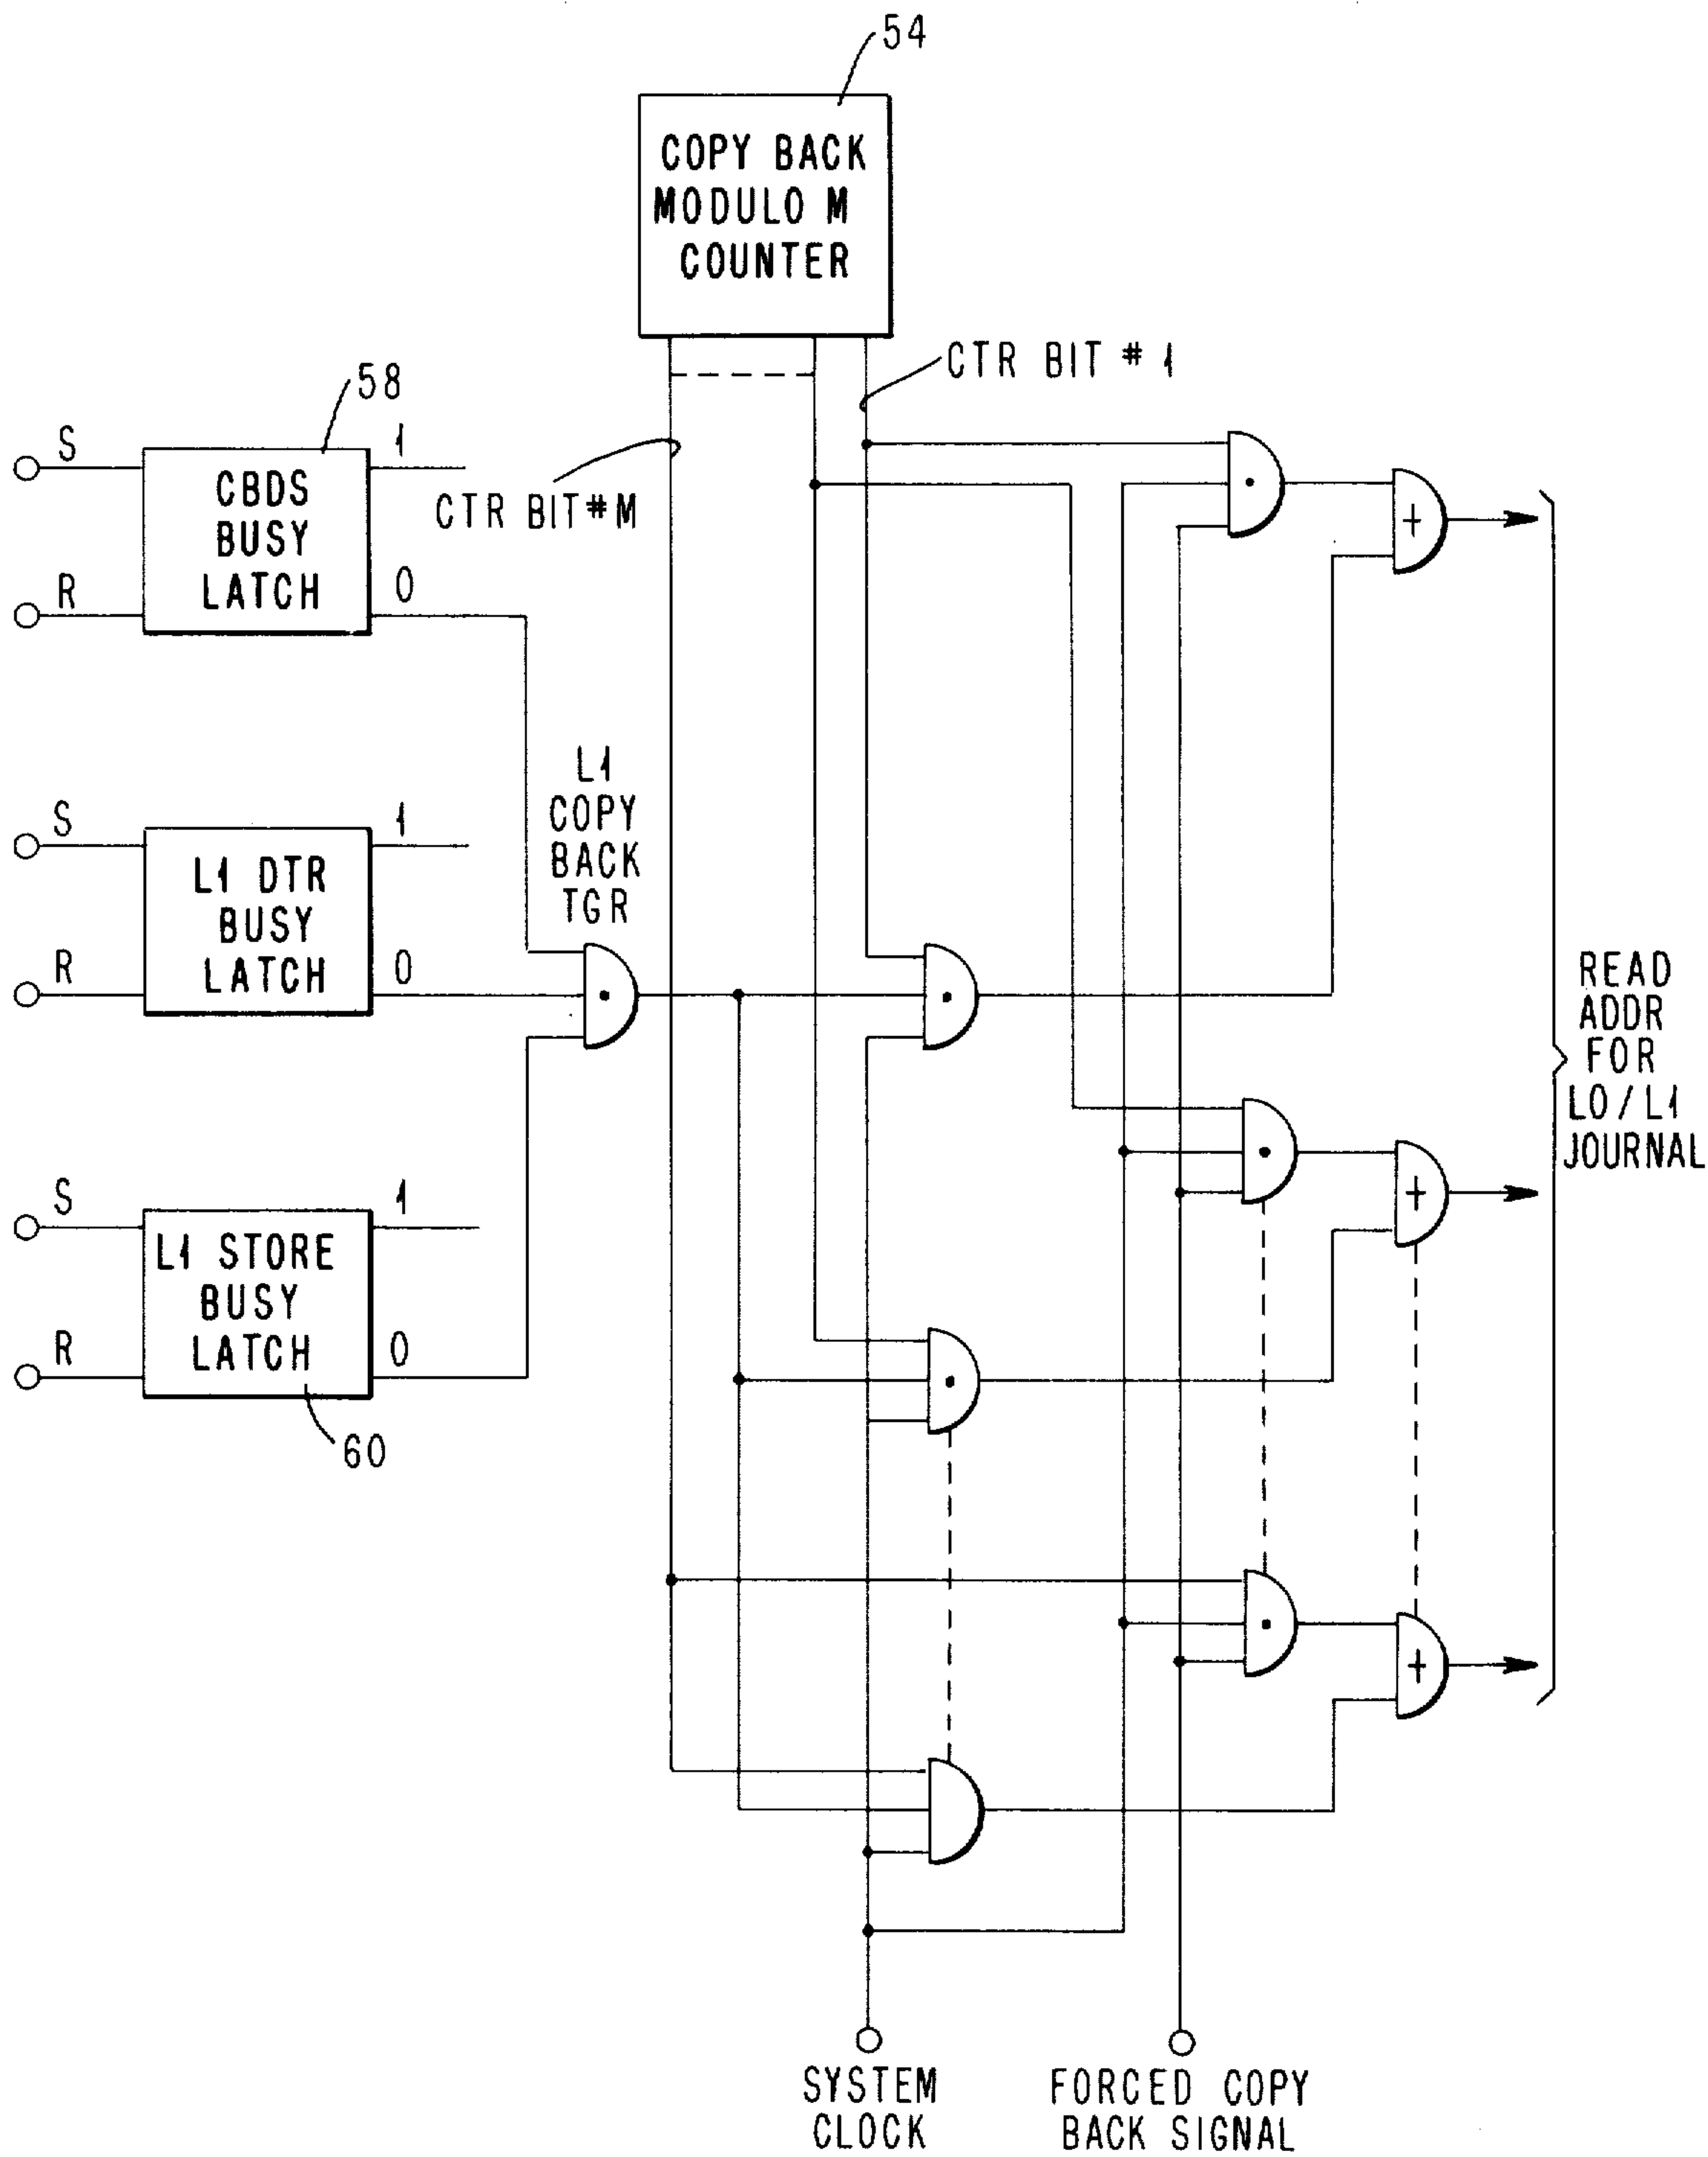 54
COPY BACK
MODULO M
COUNTER
CTR BIT # 1
58
S
1
CBDS
BUSY
LATCH
CTR BIT#M
R
0
L1
COPY
BACK
TGR
S
1
L1 DTR
BUSY
LATCH
R
0
READ
ADDR
FOR
L0/L1
JOURNAL
S
1
L1 STORE
BUSY
LATCH
R
0
60
+
+
+
SYSTEM
CLOCK
FORCED COPY
BACK SIGNAL